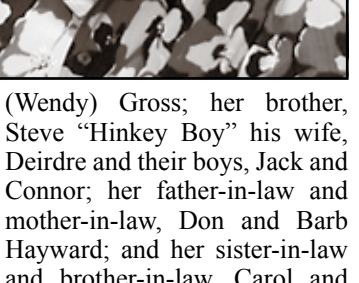 (Wendy) Gross; her brother,
Steve “Hinkey Boy” his wife,
Deirdre and their boys, Jack and
Connor; her father-in-law and
mother-in-law, Don and Barb
Hayward; and her sister-in-law
and brother-in-law, Carol and